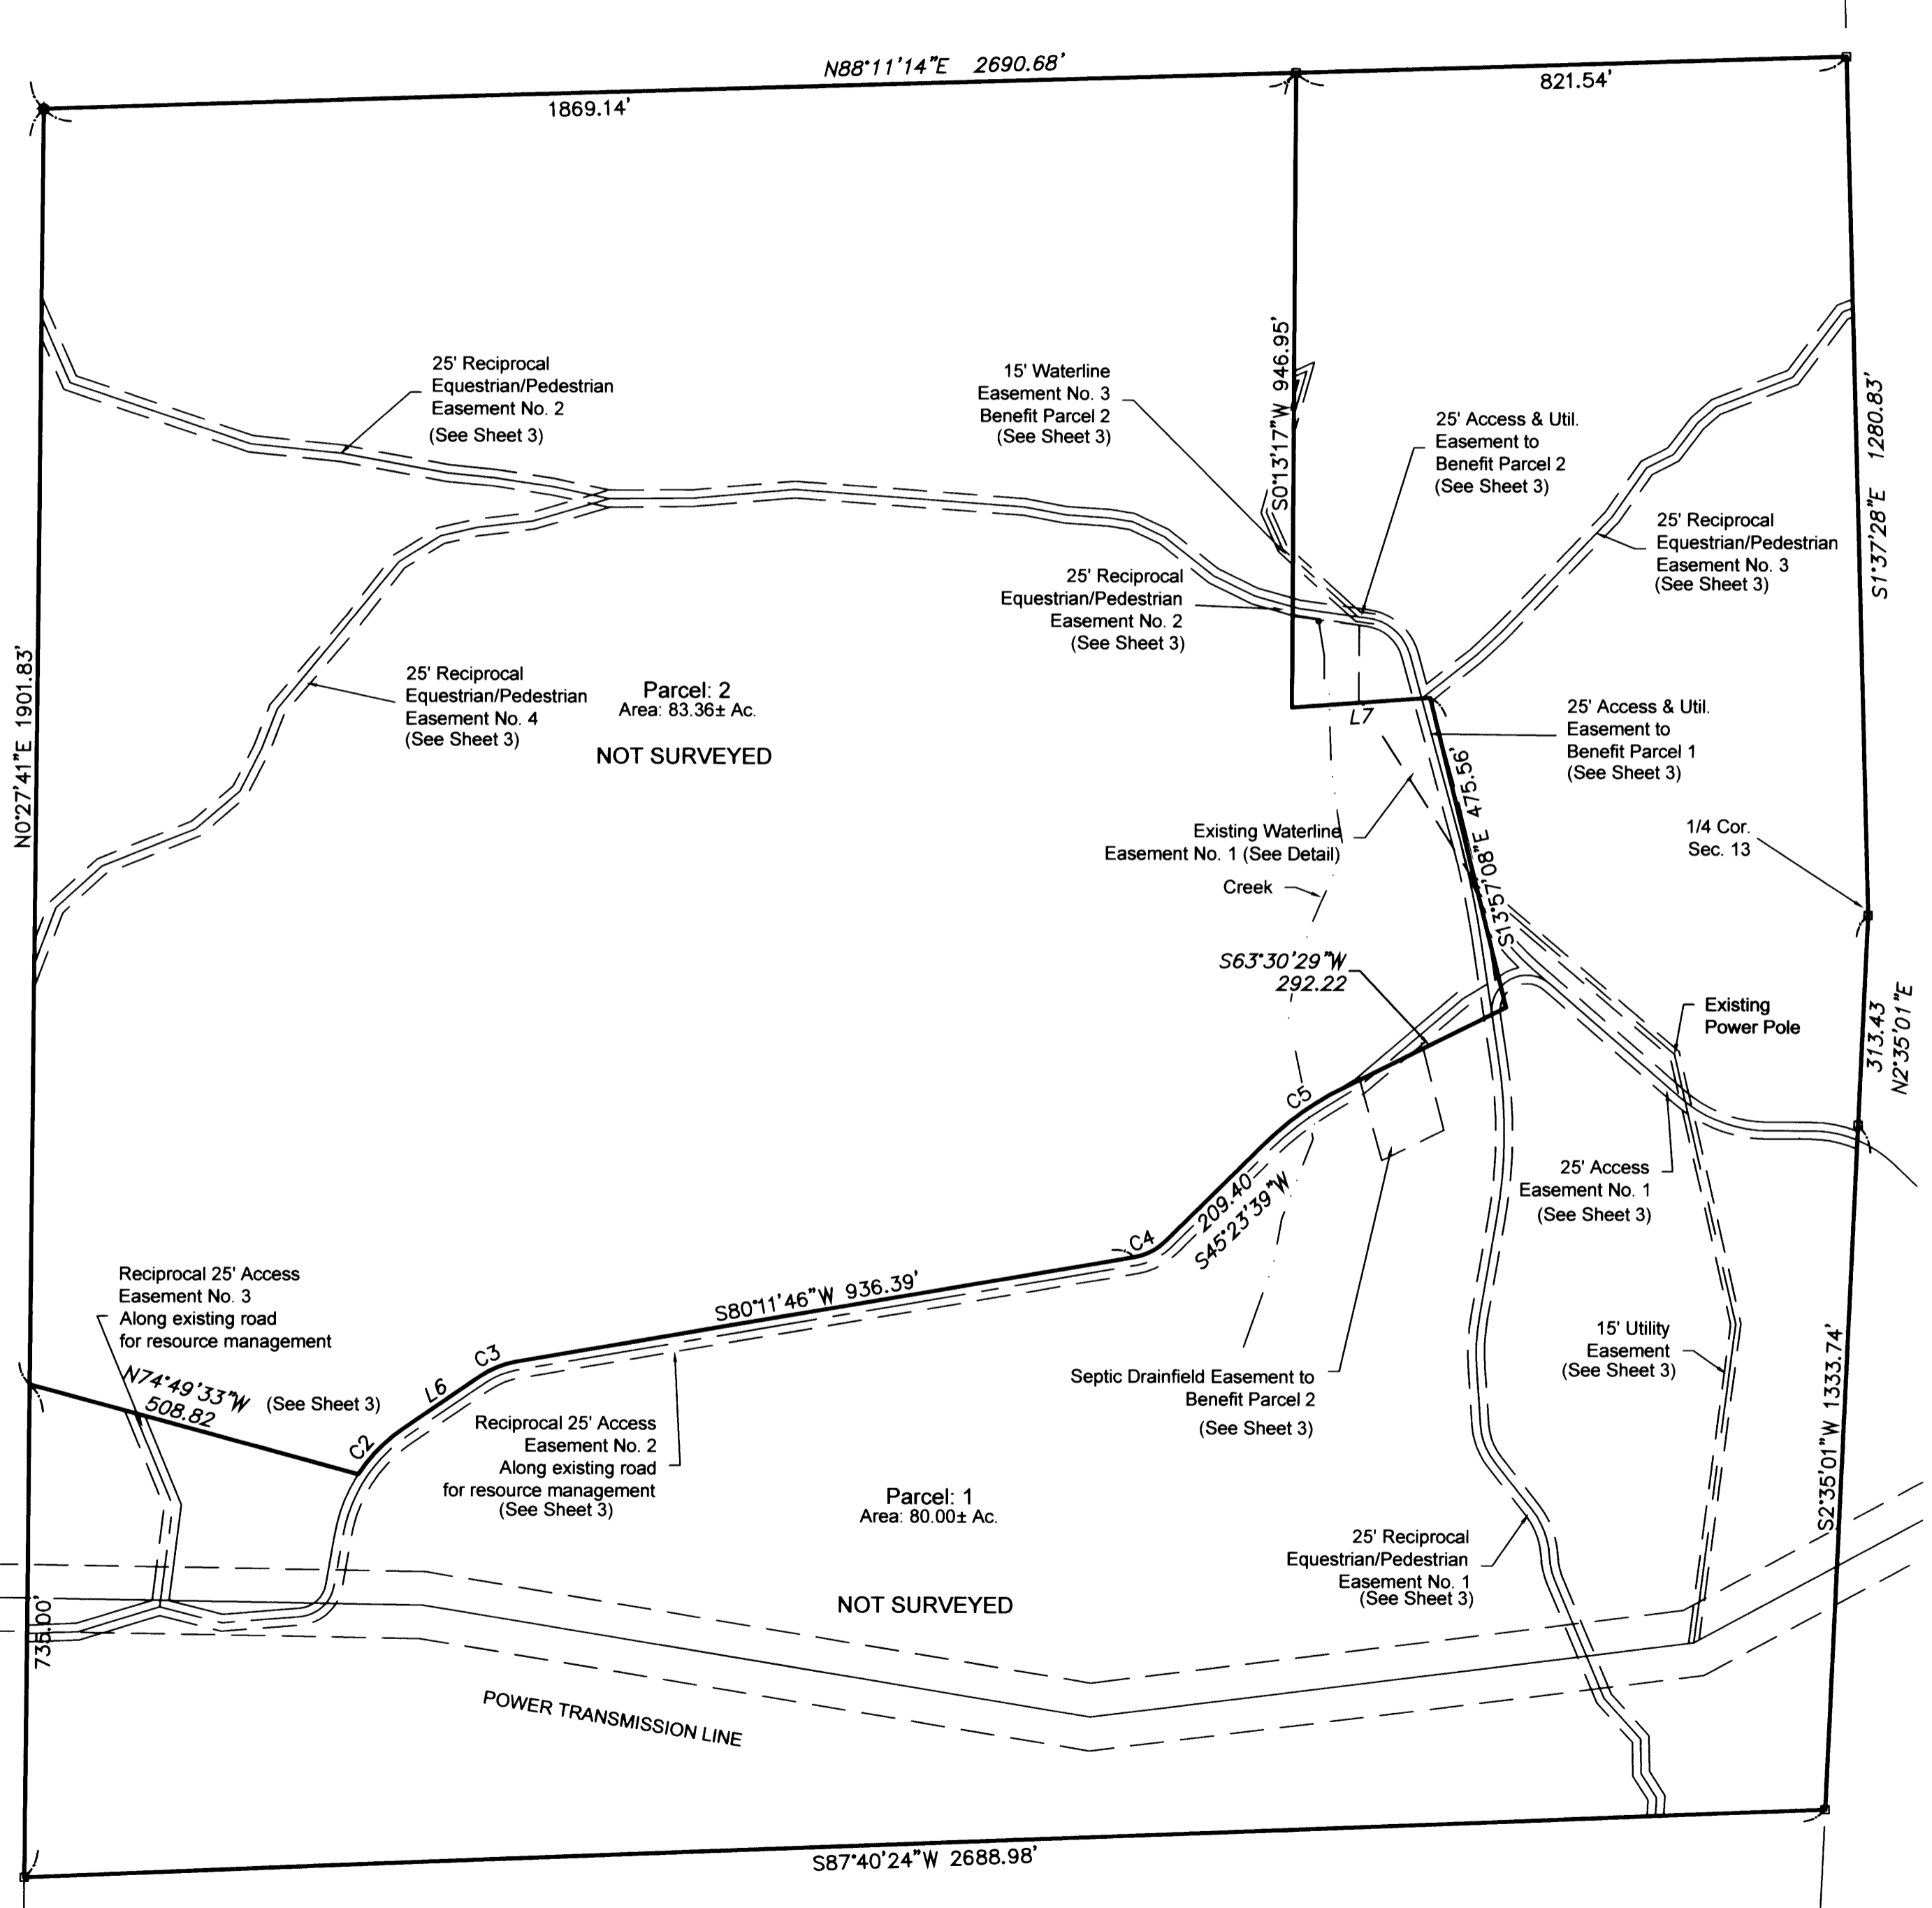 N88°11'14"E 2690.68'
1869.14'
821.54'
25' Reciprocal
Equestrian/Pedestrian
Easement No. 2
(See Sheet 3)
15' Waterline
Easement No. 3
Benefit Parcel 2
(See Sheet 3)
S0°13'17"W 946.95'
25' Access & Util.
Easement to
Benefit Parcel 2
(See Sheet 3)
S1°37'28"E 1280.83'
25' Reciprocal
Equestrian/Pedestrian
Easement No. 3
(See Sheet 3)
25' Reciprocal
Equestrian/Pedestrian
Easement No. 2
(See Sheet 3)
N0°27'41"E 1901.83'
25' Reciprocal
Equestrian/Pedestrian
Easement No. 4
(See Sheet 3)
Parcel: 2
Area: 83.36± Ac.
NOT SURVEYED
L7
25' Access & Util.
Easement to
Benefit Parcel 1
(See Sheet 3)
S13°57'08"E 475.56'
Existing Waterline
Easement No. 1 (See Detail)
Creek
1/4 Cor.
Sec. 13
S63°30'29"W
292.22
Existing
Power Pole
313.43
N2°35'01"E
C5
25' Access
Easement No. 1
(See Sheet 3)
209.40
S45°23'39"W
C4
Reciprocal 25' Access
Easement No. 3
Along existing road
for resource management
N74°49'33"W
508.82
(See Sheet 3)
S80°11'46"W 936.39'
C3
L6
C2
15' Utility
Easement
(See Sheet 3)
S2°35'01"W 1333.74'
Septic Drainfield Easement to
Benefit Parcel 2
(See Sheet 3)
Reciprocal 25' Access
Easement No. 2
Along existing road
for resource management
(See Sheet 3)
Parcel: 1
Area: 80.00± Ac.
NOT SURVEYED
25' Reciprocal
Equestrian/Pedestrian
Easement No. 1
(See Sheet 3)
735.00'
POWER TRANSMISSION LINE
S87°40'24"W 2688.98'